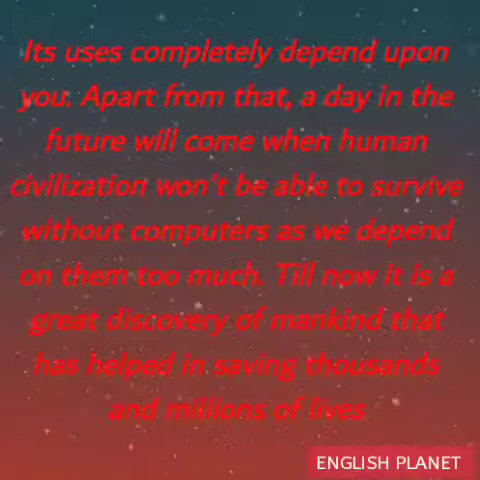 Its uses completely depend upon
you. Apart from that, a day in the
future will come when human
civilization won't be able to survive
without computers as we depend
on them too much. Till now it is a
great discovery of mankind that
has helped in saving thousands
and millions of lives
ENGLISH PLANET